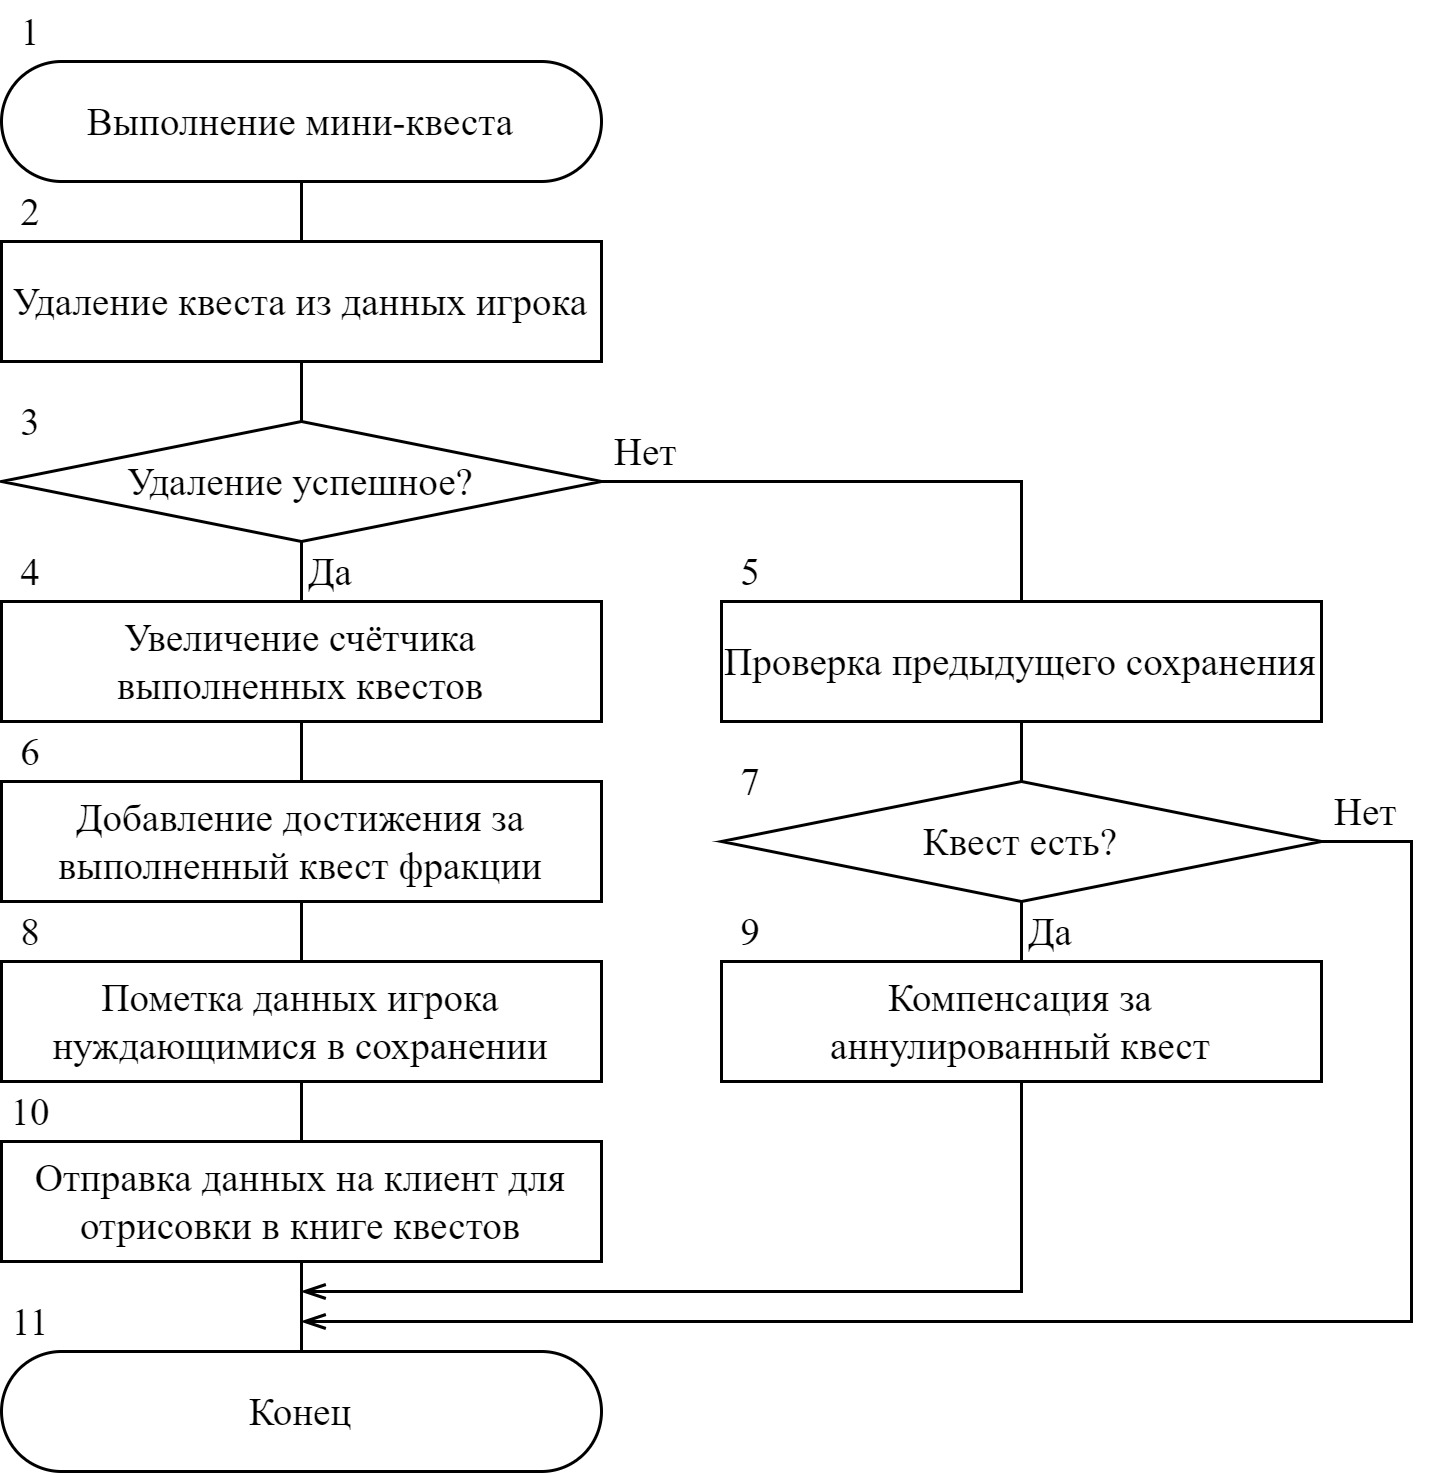 1
Выполнение мини-квеста
2
Удаление квеста из данных игрока
3
Удаление успешное?
Нет
Да
4
Увеличение счётчика
выполненных квестов
5
Проверка предыдущего сохранения
6
Добавление достижения за
выполненный квест фракции
7
Квест есть?
Нет
Да
8
Пометка данных игрока
нуждающимися в сохранении
9
Компенсация за
аннулированный квест
10
Отправка данных на клиент для
отрисовки в книге квестов
11
Конец